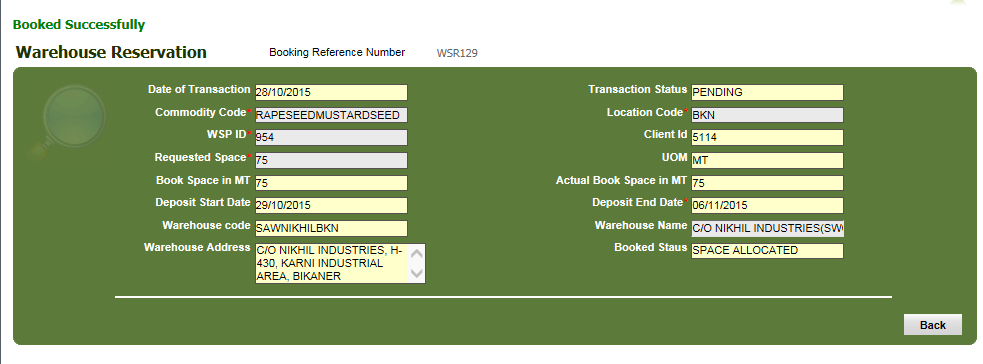 Booked Successfully
Warehouse Reservation Booking Reference Number WSR129
Date of Transaction 28/10/2015 Transaction Status PENDING
Commodity Code* RAPESEEDMUSTARDSEED Location Code* BKN
WSP ID* 954 Client Id 5114
Requested Space* 75 UOM MT
Book Space in MT 75 Actual Book Space in MT 75
Deposit Start Date 29/10/2015 Deposit End Date* 06/11/2015
Warehouse code SAWNIKHILBKN Warehouse Name C/O NIKHIL INDUSTRIES(SW
Warehouse Address C/O NIKHIL INDUSTRIES, H- Booked Staus SPACE ALLOCATED
430, KARNI INDUSTRIAL
AREA, BIKANER
Back